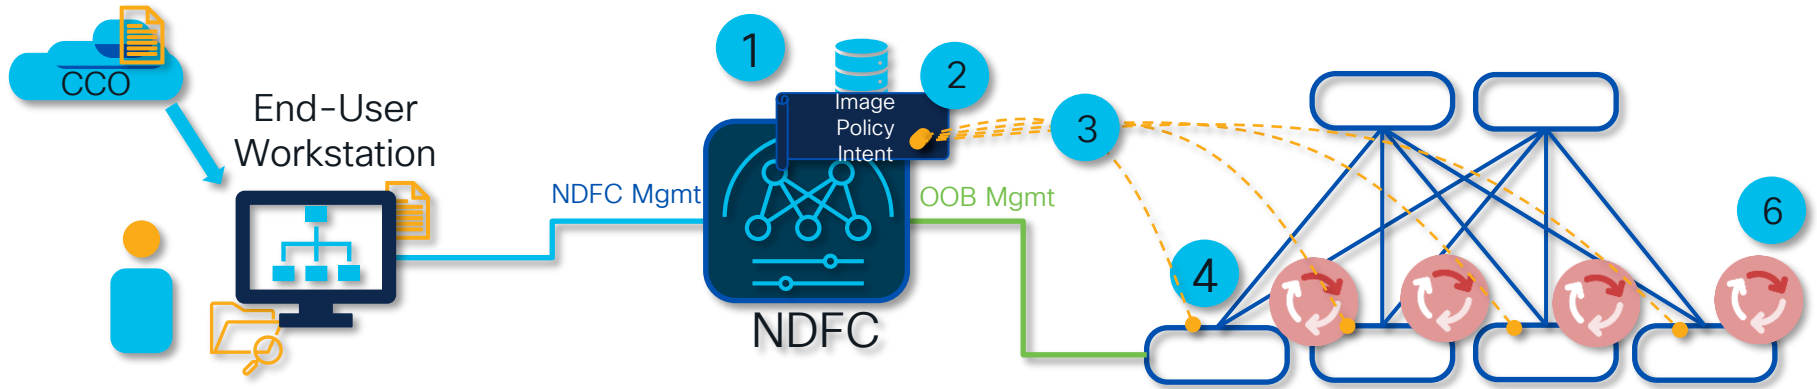 CCO
End-User
Workstation
NDFC Mgmt
1
2
Image
Policy
Intent
NDFC
OOB Mgmt
3
4
6